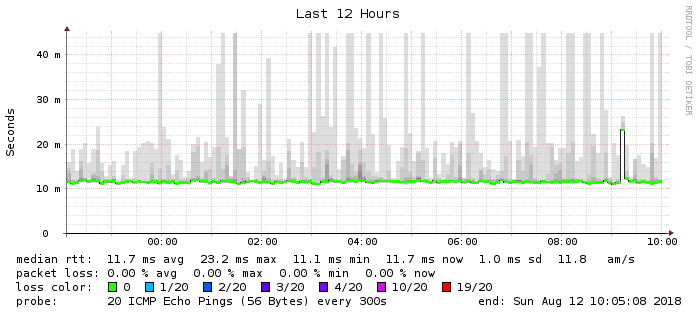 Last 12 Hours
RRDTOOL / TOBI OETIKER
Seconds
40 m
30 m
20 m
10 m
0
00:00 02:00 04:00 06:00 08:00 10:00
median rtt: 11.7 ms avg 23.2 ms max 11.1 ms min 11.7 ms now 1.0 ms sd 11.8 am/s
packet loss: 0.00 % avg 0.00 % max 0.00 % min 0.00 % now
loss color: 0 1/20 2/20 3/20 4/20 10/20 19/20
probe: 20 ICMP Echo Pings (56 Bytes) every 300s end: Sun Aug 12 10:05:08 2018